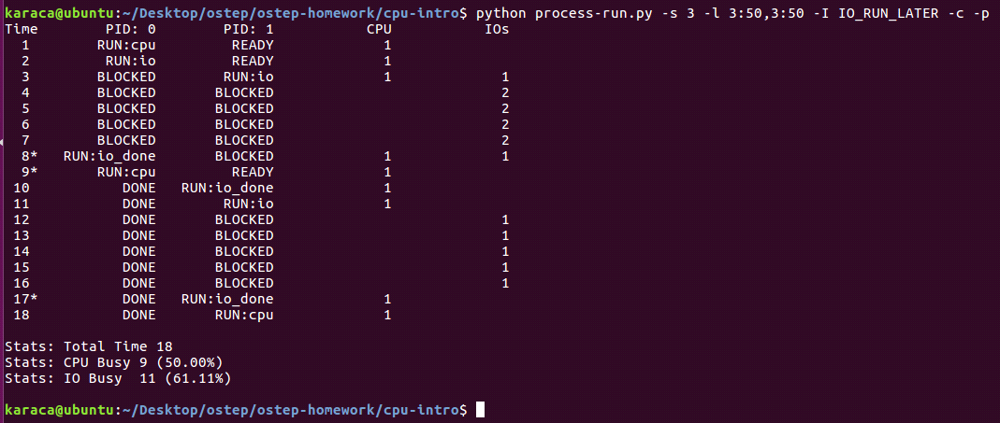 karaca@ubuntu:~/Desktop/ostep/ostep-homework/cpu-intro$ python process-run.py -s 3 -l 3:50,3:50 -I IO_RUN_LATER -c -p
Time        PID: 0        PID: 1           CPU           IOs
  1        RUN:cpu         READY             1
  2         RUN:io         READY             1
  3        BLOCKED        RUN:io             1             1
  4        BLOCKED       BLOCKED                           2
  5        BLOCKED       BLOCKED                           2
  6        BLOCKED       BLOCKED                           2
  7        BLOCKED       BLOCKED                           2
  8*   RUN:io_done       BLOCKED             1             1
  9*       RUN:cpu         READY             1
 10           DONE   RUN:io_done             1
 11           DONE        RUN:io             1
 12           DONE       BLOCKED                           1
 13           DONE       BLOCKED                           1
 14           DONE       BLOCKED                           1
 15           DONE       BLOCKED                           1
 16           DONE       BLOCKED                           1
 17*          DONE   RUN:io_done             1
 18           DONE       RUN:cpu             1
Stats: Total Time 18
Stats: CPU Busy 9 (50.00%)
Stats: IO Busy  11 (61.11%)
karaca@ubuntu:~/Desktop/ostep/ostep-homework/cpu-intro$